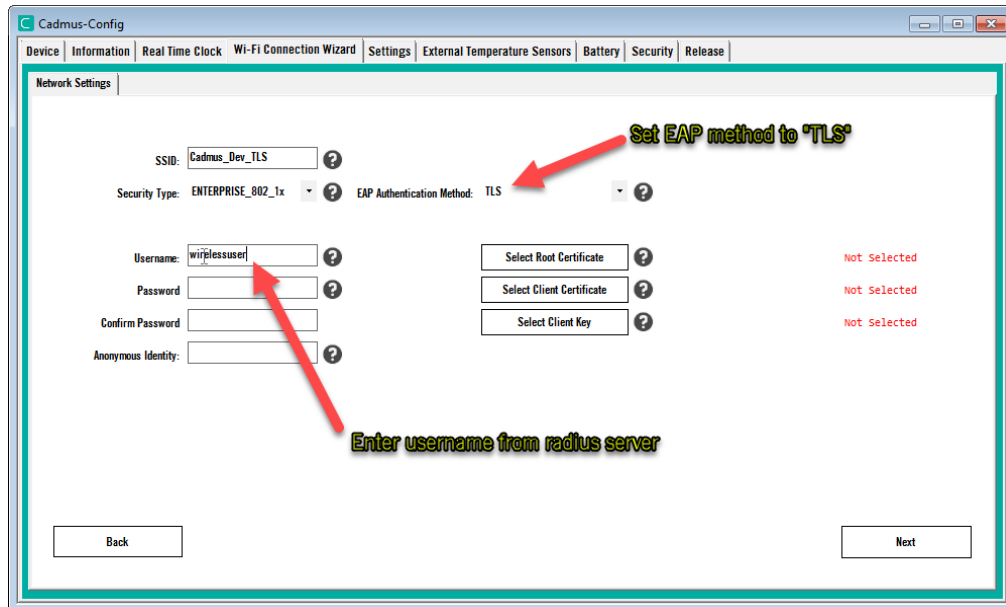 Cadmus-Config
Device Information Real Time Clock Wi-Fi Connection Wizard Settings External Temperature Sensors Battery Security Release
Network Settings
Set EAP method to "TLS"
SSID: Cadmus_Dev_TLS ?
Security Type: ENTERPRISE_802_1x ? EAP Authentication Method: TLS ?
Username: wirelessuser ? Select Root Certificate ? Not Selected
Password ? Select Client Certificate ? Not Selected
Confirm Password Select Client Key ? Not Selected
Anonymous Identity: ?
Enter username from radius server
Back Next